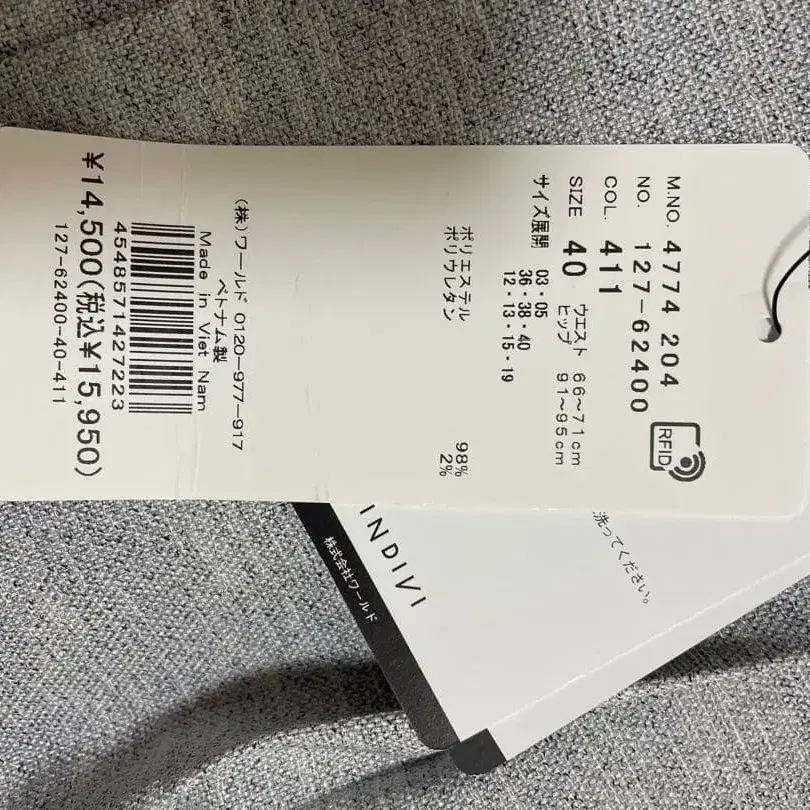 M.NO. 4774 204
NO. 127-62400
COL. 411
SIZE 40
ウエスト 66~71cm
ヒップ 91~95cm
サイズ展開
03・05
36・38・40
12・13・15・19
RFID
ポリエステル 98%
ポリウレタン 2%
(株)ワールド 0120-977-917
ベトナム製
Made in Viet Nam
4548571427223
¥14,500(税込¥15,950)
127-62400-40-411
INDIVI
株式会社ワールド
洗ってください。